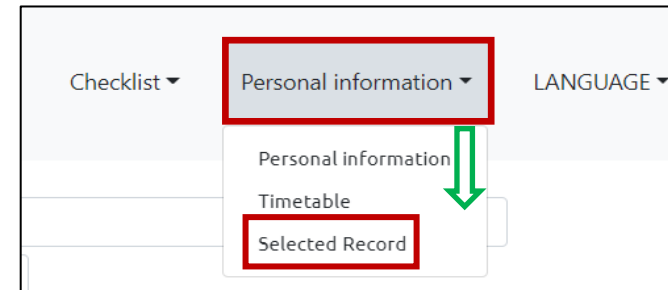 Checklist Personal information LANGUAGE
Personal information
Timetable
Selected Record